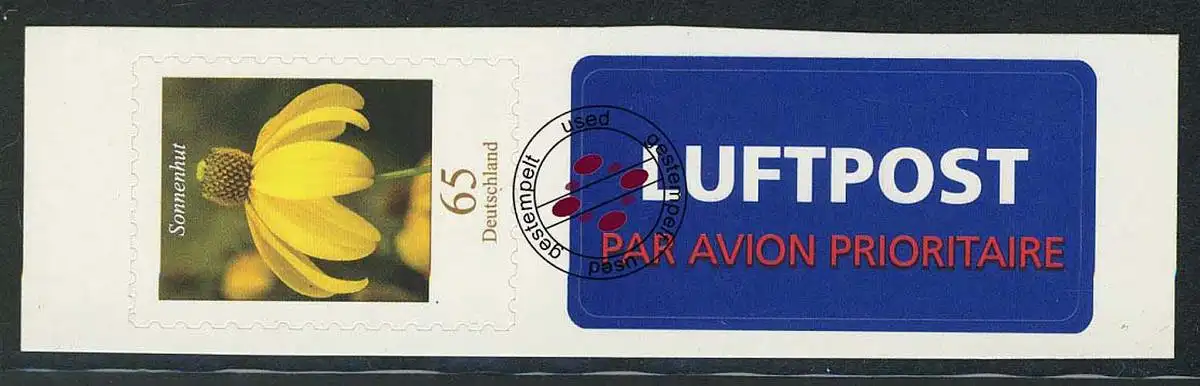 Sonnenhut
65
Deutschland
used
gestempelt
used
gestempelt
LUFTPOST
PAR AVION PRIORITAIRE